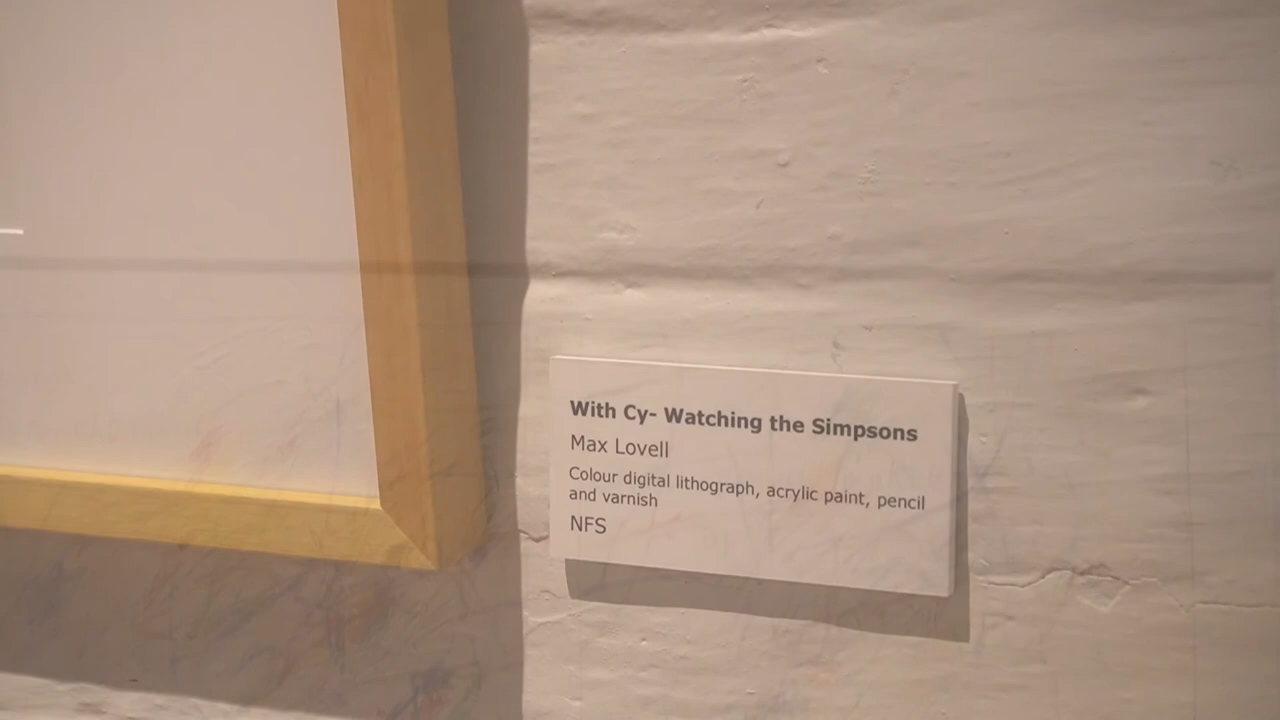 With Cy- Watching the Simpsons
Max Lovell
Colour digital lithograph, acrylic paint, pencil
and varnish
NFS